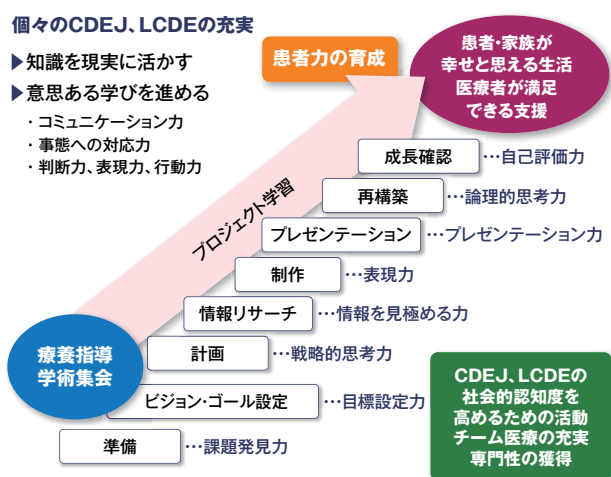 個々のCDEJ、LCDEの充実
▶知識を現実に活かす
▶意思ある学びを進める
・コミュニケーション力
・事態への対応力
・判断力、表現力、行動力
患者力の育成
患者・家族が
幸せと思える生活
医療者が満足
できる支援
プロジェクト学習
成長確認…自己評価力
再構築…論理的思考力
プレゼンテーション…プレゼンテーション力
制作…表現力
情報リサーチ…情報を見極める力
計画…戦略的思考力
ビジョン・ゴール設定…目標設定力
準備…課題発見力
療養指導
学術集会
CDEJ、LCDEの
社会的認知度を
高めるための活動
チーム医療の充実
専門性の獲得